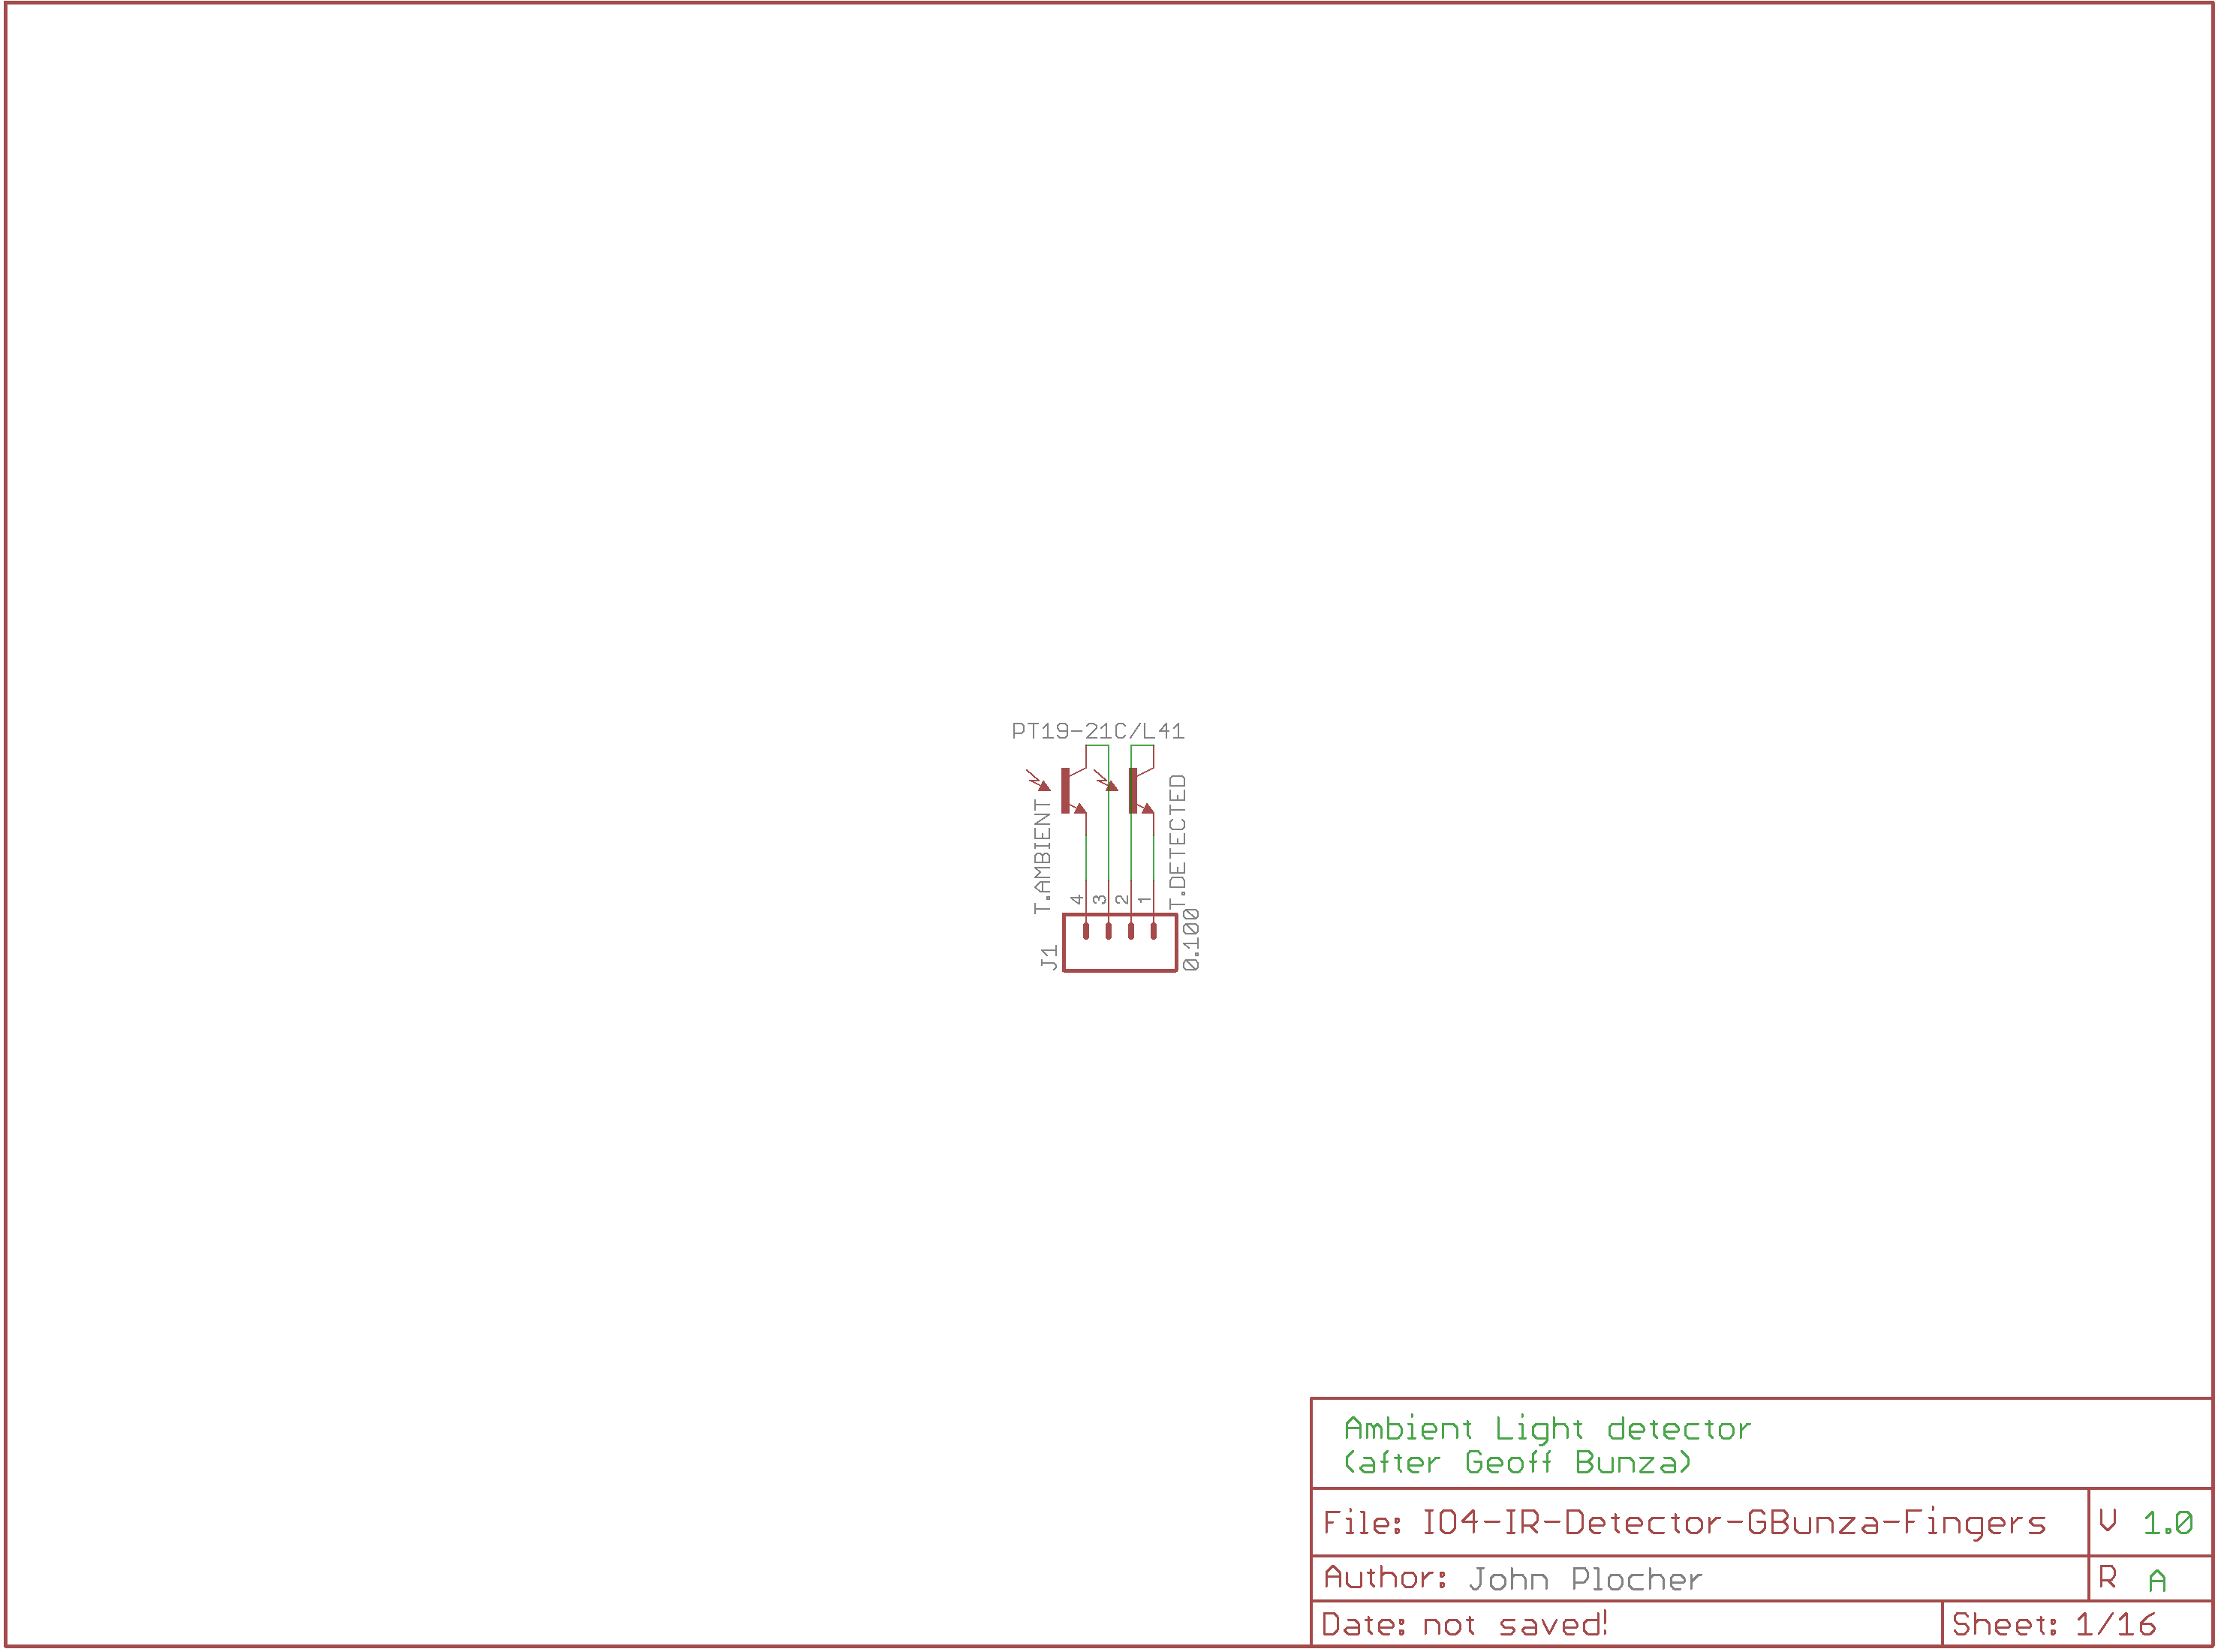 PT19-21C/L41
T.AMBIENT
T.DETECTED
4 3 2 1
J1
0.100
Ambient Light detector
(after Geoff Bunza)
File: IO4-IR-Detector-GBunza-Fingers
V 1.0
Author: John Plocher
R A
Date: not saved!
Sheet: 1/16